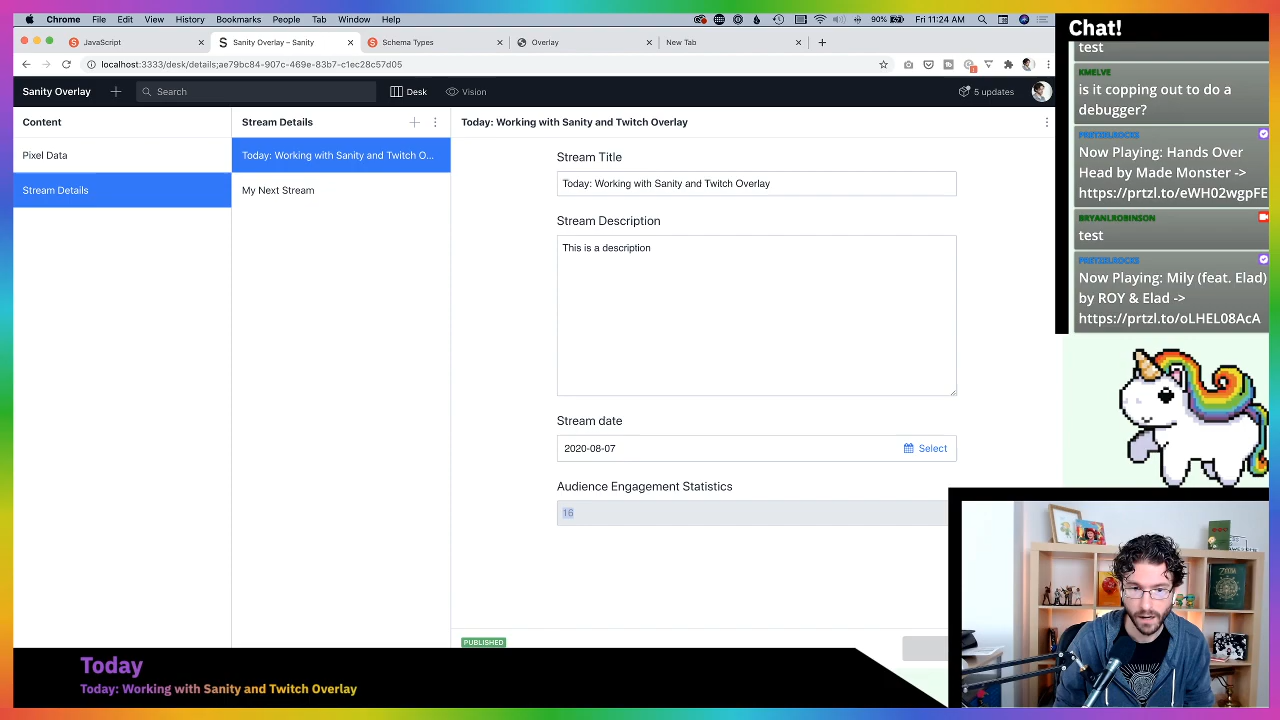 Chrome File Edit View History Bookmarks People Tab Window Help
90% Fri 11:24 AM
JavaScript
Sanity Overlay – Sanity
Schema Types
Overlay
New Tab
localhost:3333/desk/details;ae79bc84-907c-469e-83b7-c1ec28c57d05
Sanity Overlay
Search
Desk
Vision
5 updates
Content
Pixel Data
Stream Details
Stream Details
Today: Working with Sanity and Twitch O...
My Next Stream
Today: Working with Sanity and Twitch Overlay
Stream Title
Today: Working with Sanity and Twitch Overlay
Stream Description
This is a description
Stream date
2020-08-07
Select
Audience Engagement Statistics
16
PUBLISHED
Chat!
test
KMELVE
is it copping out to do a
debugger?
PRETZELROCKS
Now Playing: Hands Over
Head by Made Monster ->
https://prtzl.to/eWH02wgpFE
BRYANLROBINSON
test
PRETZELROCKS
Now Playing: Mily (feat. Elad)
by ROY & Elad ->
https://prtzl.to/oLHEL08AcA
Today
Today: Working with Sanity and Twitch Overlay